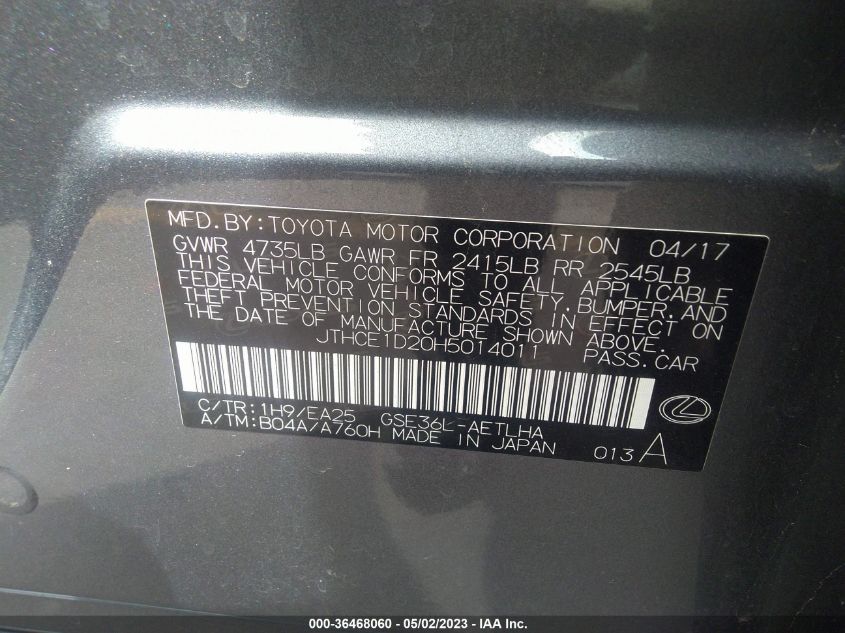 MFD.BY:TOYOTA MOTOR CORPORATION 04/17
GVWR 4735LB GAWR FR 2415LB RR 2545LB
THIS VEHICLE CONFORMS TO ALL APPLICABLE
FEDERAL MOTOR VEHICLE SAFETY,BUMPER,AND
THEFT PREVENTION STANDARDS IN EFFECT ON
THE DATE OF MANUFACTURE SHOWN ABOVE.
JTHCE1D20H5014011 PASS.CAR
C/TR:1H9/EA25 GSE36L-AETLHA
A/TM:B04A/A760H MADE IN JAPAN
013 A
000-36468060 - 05/02/2023 - IAA Inc.